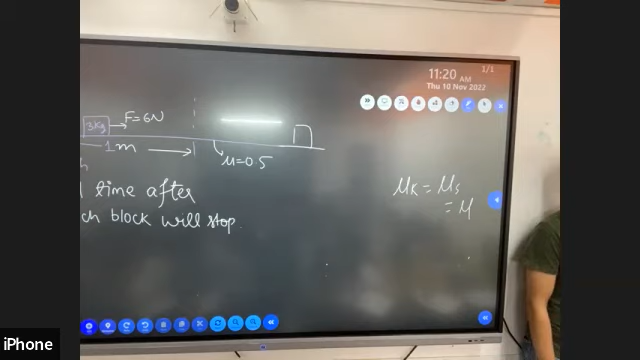 11:20 AM
1/1
Thu 10 Nov 2022
3Kg F=6N
1m
μ=0.5
h
time after
ch block will stop.
μK = μs
= μ
iPhone